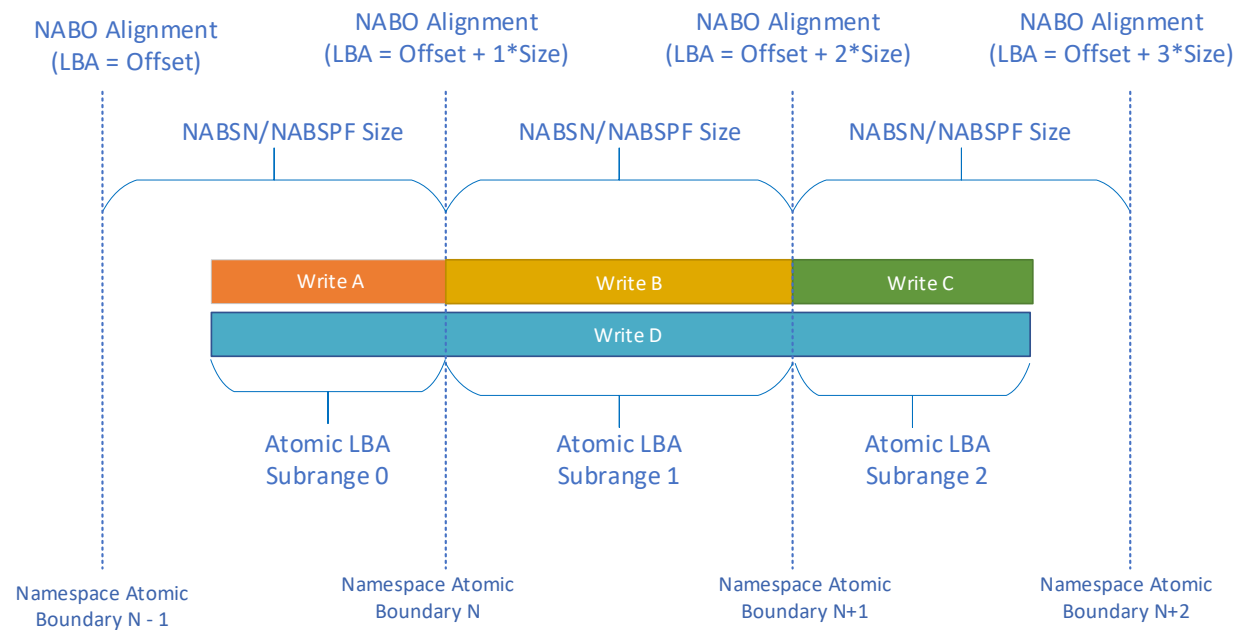 NABO Alignment
(LBA = Offset)
NABO Alignment
(LBA = Offset + 1*Size)
NABO Alignment
(LBA = Offset + 2*Size)
NABO Alignment
(LBA = Offset + 3*Size)
NABSN/NABSPF Size
NABSN/NABSPF Size
NABSN/NABSPF Size
Write A
Write B
Write C
Write D
Atomic LBA
Subrange 0
Atomic LBA
Subrange 1
Atomic LBA
Subrange 2
Namespace Atomic
Boundary N - 1
Namespace Atomic
Boundary N
Namespace Atomic
Boundary N+1
Namespace Atomic
Boundary N+2